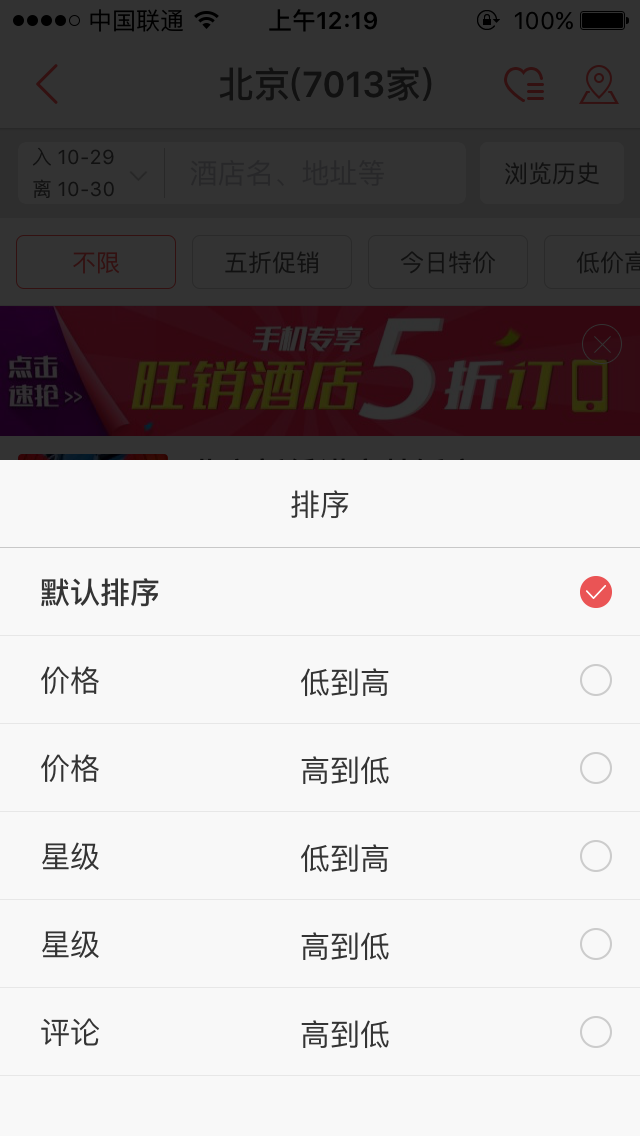 中国联通 上午12:19 100%
北京(7013家)
入 10-29
离 10-30
酒店名、地址等
浏览历史
不限 五折促销 今日特价 低价高
点击
速抢>>
手机专享
旺销酒店5折订
排序
默认排序
价格 低到高
价格 高到低
星级 低到高
星级 高到低
评论 高到低